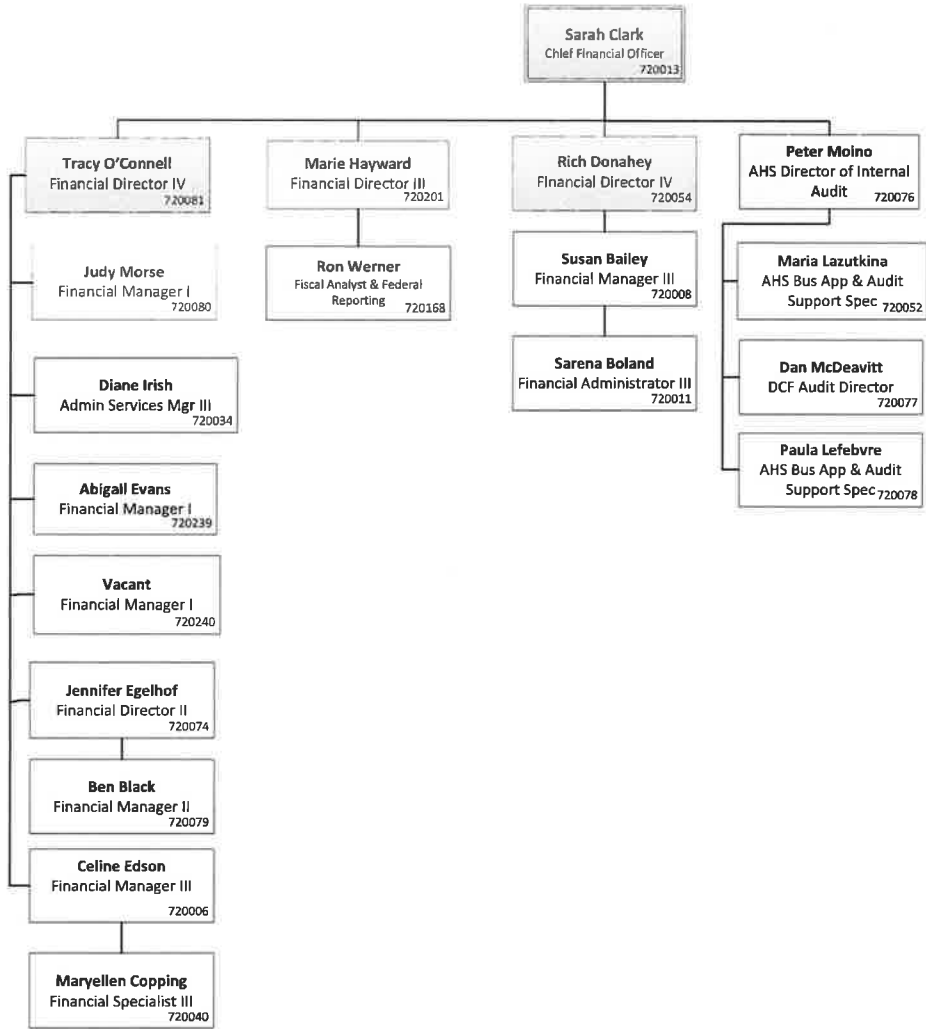 Sarah Clark
Chief Financial Officer
720013
Tracy O'Connell
Financial Director IV
720081
Marie Hayward
Financial Director III
720201
Rich Donahey
Financial Director IV
720054
Peter Moino
AHS Director of Internal
Audit
720076
Judy Morse
Financial Manager I
720080
Ron Werner
Fiscal Analyst & Federal
Reporting
720168
Susan Bailey
Financial Manager III
720008
Maria Lazutkina
AHS Bus App & Audit
Support Spec
720052
Diane Irish
Admin Services Mgr III
720034
Sarena Boland
Financial Administrator III
720011
Dan McDeavitt
DCF Audit Director
720077
Abigail Evans
Financial Manager I
720239
Paula Lefebvre
AHS Bus App & Audit
Support Spec 720078
Vacant
Financial Manager I
720240
Jennifer Egelhof
Financial Director II
720074
Ben Black
Financial Manager II
720079
Celine Edson
Financial Manager III
720006
Maryellen Copping
Financial Specialist III
720040